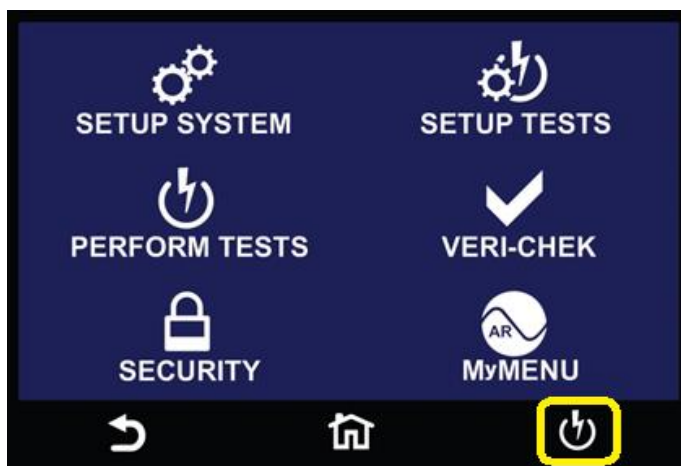 SETUP SYSTEM
SETUP TESTS
PERFORM TESTS
VERI-CHEK
SECURITY
AR
MyMENU